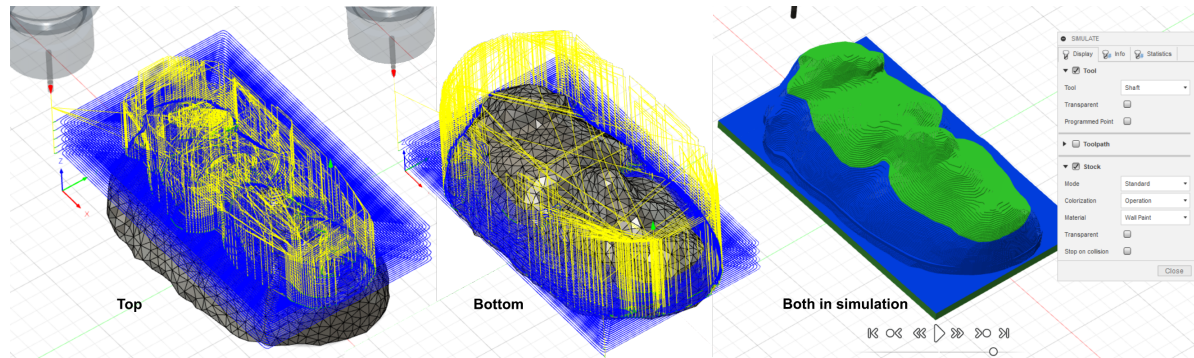 Top
Bottom
Both in simulation
Z
X
SIMULATE
Display
Info
Statistics
Tool
Tool
Shaft
Transparent
Programmed Point
Toolpath
Stock
Mode
Standard
Colorization
Operation
Material
Wall Paint
Transparent
Stop on collision
Close